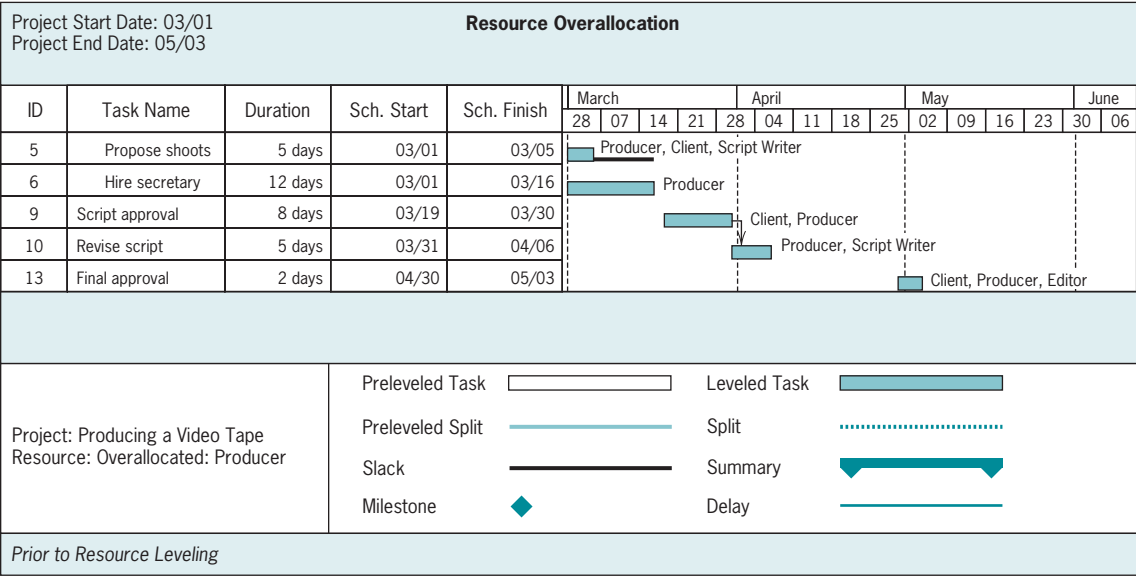 Project Start Date: 03/01
Project End Date: 05/03
Resource Overallocation
ID Task Name Duration Sch. Start Sch. Finish
March April May June
28 07 14 21 28 04 11 18 25 02 09 16 23 30 06
5 Propose shoots 5 days 03/01 03/05 Producer, Client, Script Writer
6 Hire secretary 12 days 03/01 03/16 Producer
9 Script approval 8 days 03/19 03/30 Client, Producer
10 Revise script 5 days 03/31 04/06 Producer, Script Writer
13 Final approval 2 days 04/30 05/03 Client, Producer, Editor
Project: Producing a Video Tape
Resource: Overallocated: Producer
Preleveled Task Leveled Task
Preleveled Split Split
Slack Summary
Milestone Delay
Prior to Resource Leveling